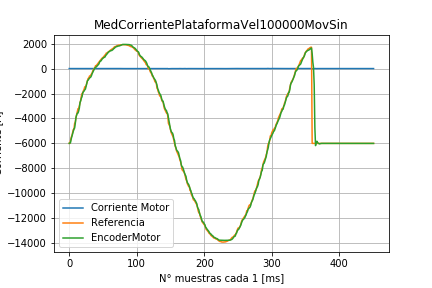 MedCorrientePlataformaVel100000MovSin
2000
0
−2000
−4000
−6000
−8000
−10000
−12000
−14000
Corriente Motor
Referencia
EncoderMotor
0 100 200 300 400
N° muestras cada 1 [ms]